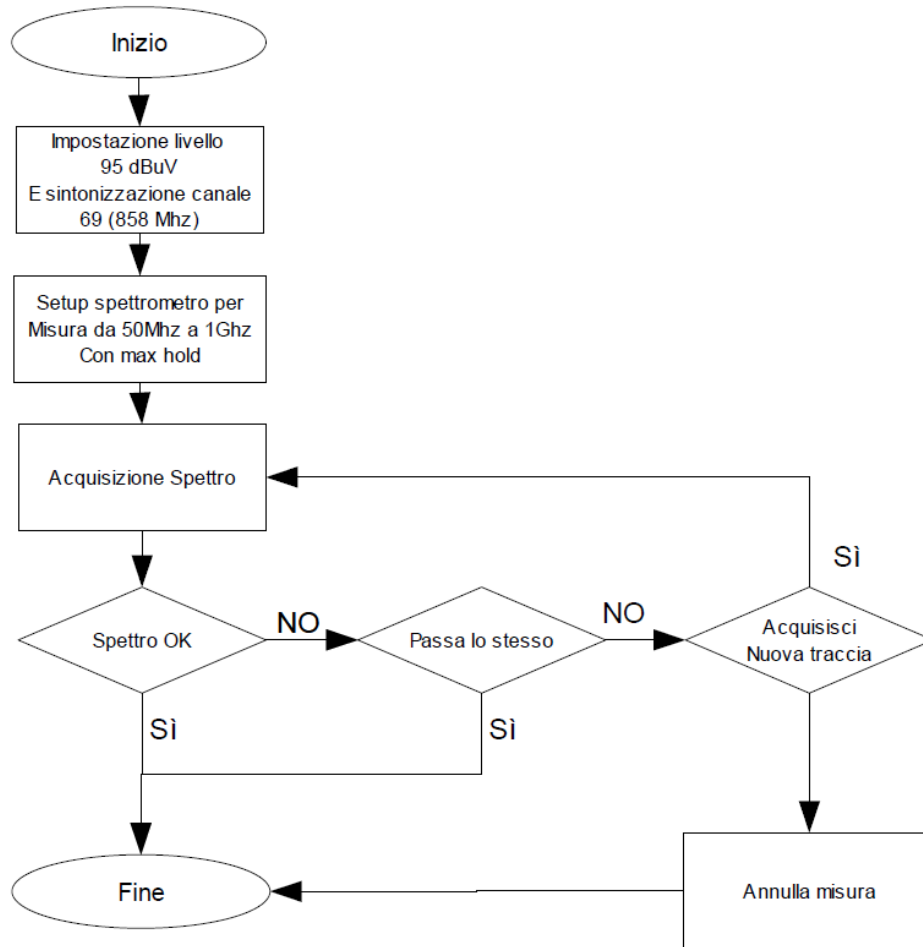 Inizio
Impostazione livello
95 dBuV
E sintonizzazione canale
69 (858 Mhz)
Setup spettrometro per
Misura da 50Mhz a 1Ghz
Con max hold
Acquisizione Spettro
Sì
Spettro OK
NO
Passa lo stesso
NO
Acquisisci
Nuova traccia
Sì
Sì
Fine
Annulla misura